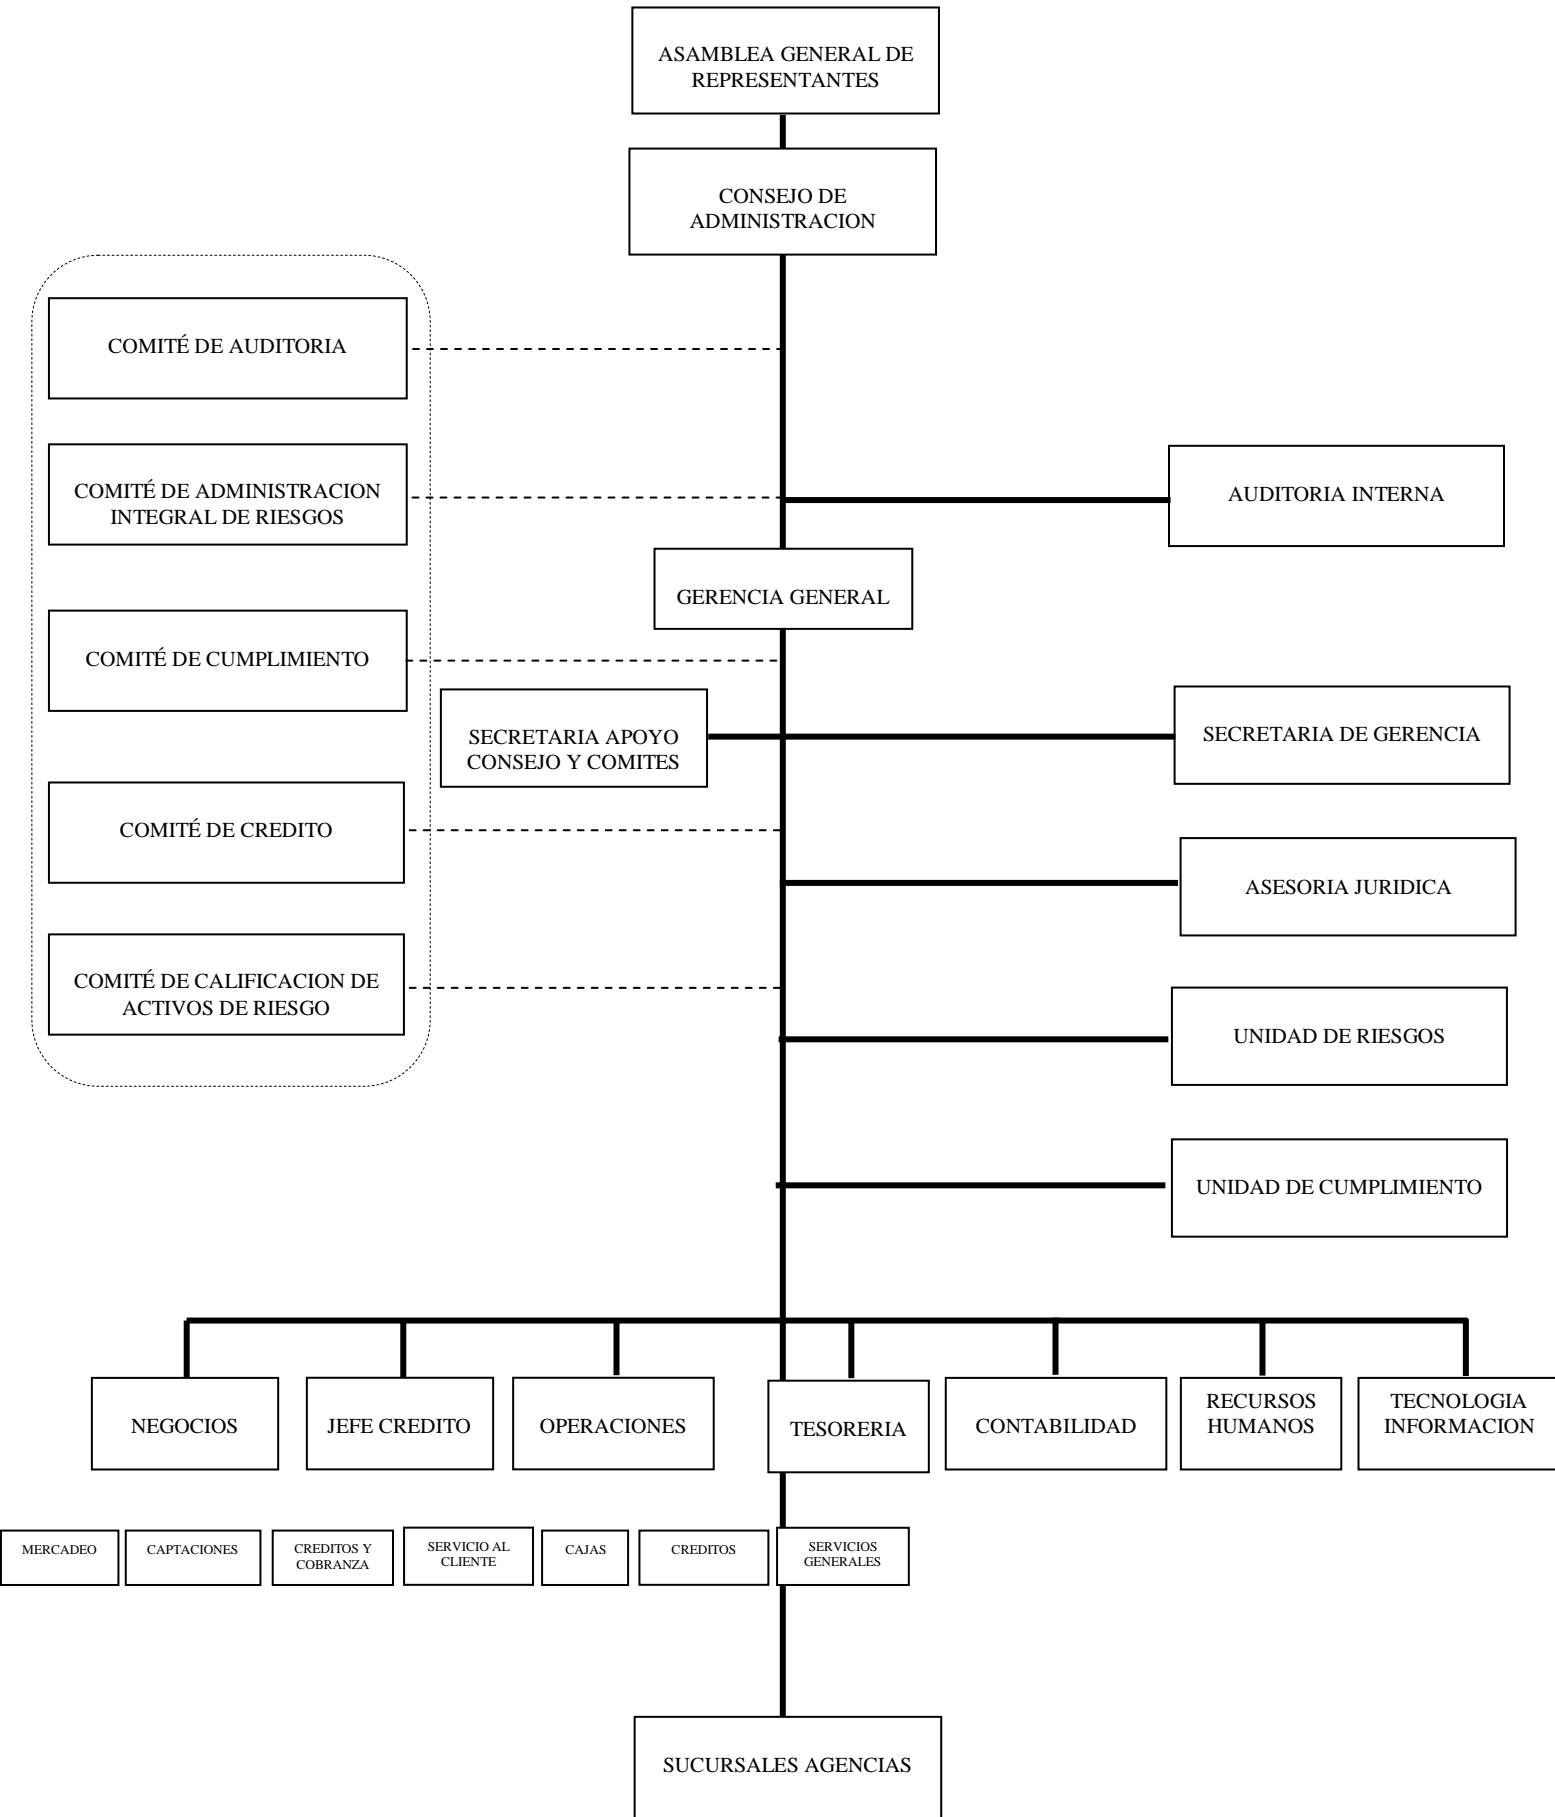 ASAMBLEA GENERAL DE
REPRESENTANTES
CONSEJO DE
ADMINISTRACION
COMITÉ DE AUDITORIA
COMITÉ DE ADMINISTRACION
INTEGRAL DE RIESGOS
AUDITORIA INTERNA
GERENCIA GENERAL
COMITÉ DE CUMPLIMIENTO
SECRETARIA APOYO
CONSEJO Y COMITES
SECRETARIA DE GERENCIA
COMITÉ DE CREDITO
ASESORIA JURIDICA
COMITÉ DE CALIFICACION DE
ACTIVOS DE RIESGO
UNIDAD DE RIESGOS
UNIDAD DE CUMPLIMIENTO
NEGOCIOS
JEFE CREDITO
OPERACIONES
TESORERIA
CONTABILIDAD
RECURSOS
HUMANOS
TECNOLOGIA
INFORMACION
MERCADEO
CAPTACIONES
CREDITOS Y
COBRANZA
SERVICIO AL
CLIENTE
CAJAS
CREDITOS
SERVICIOS
GENERALES
SUCURSALES AGENCIAS